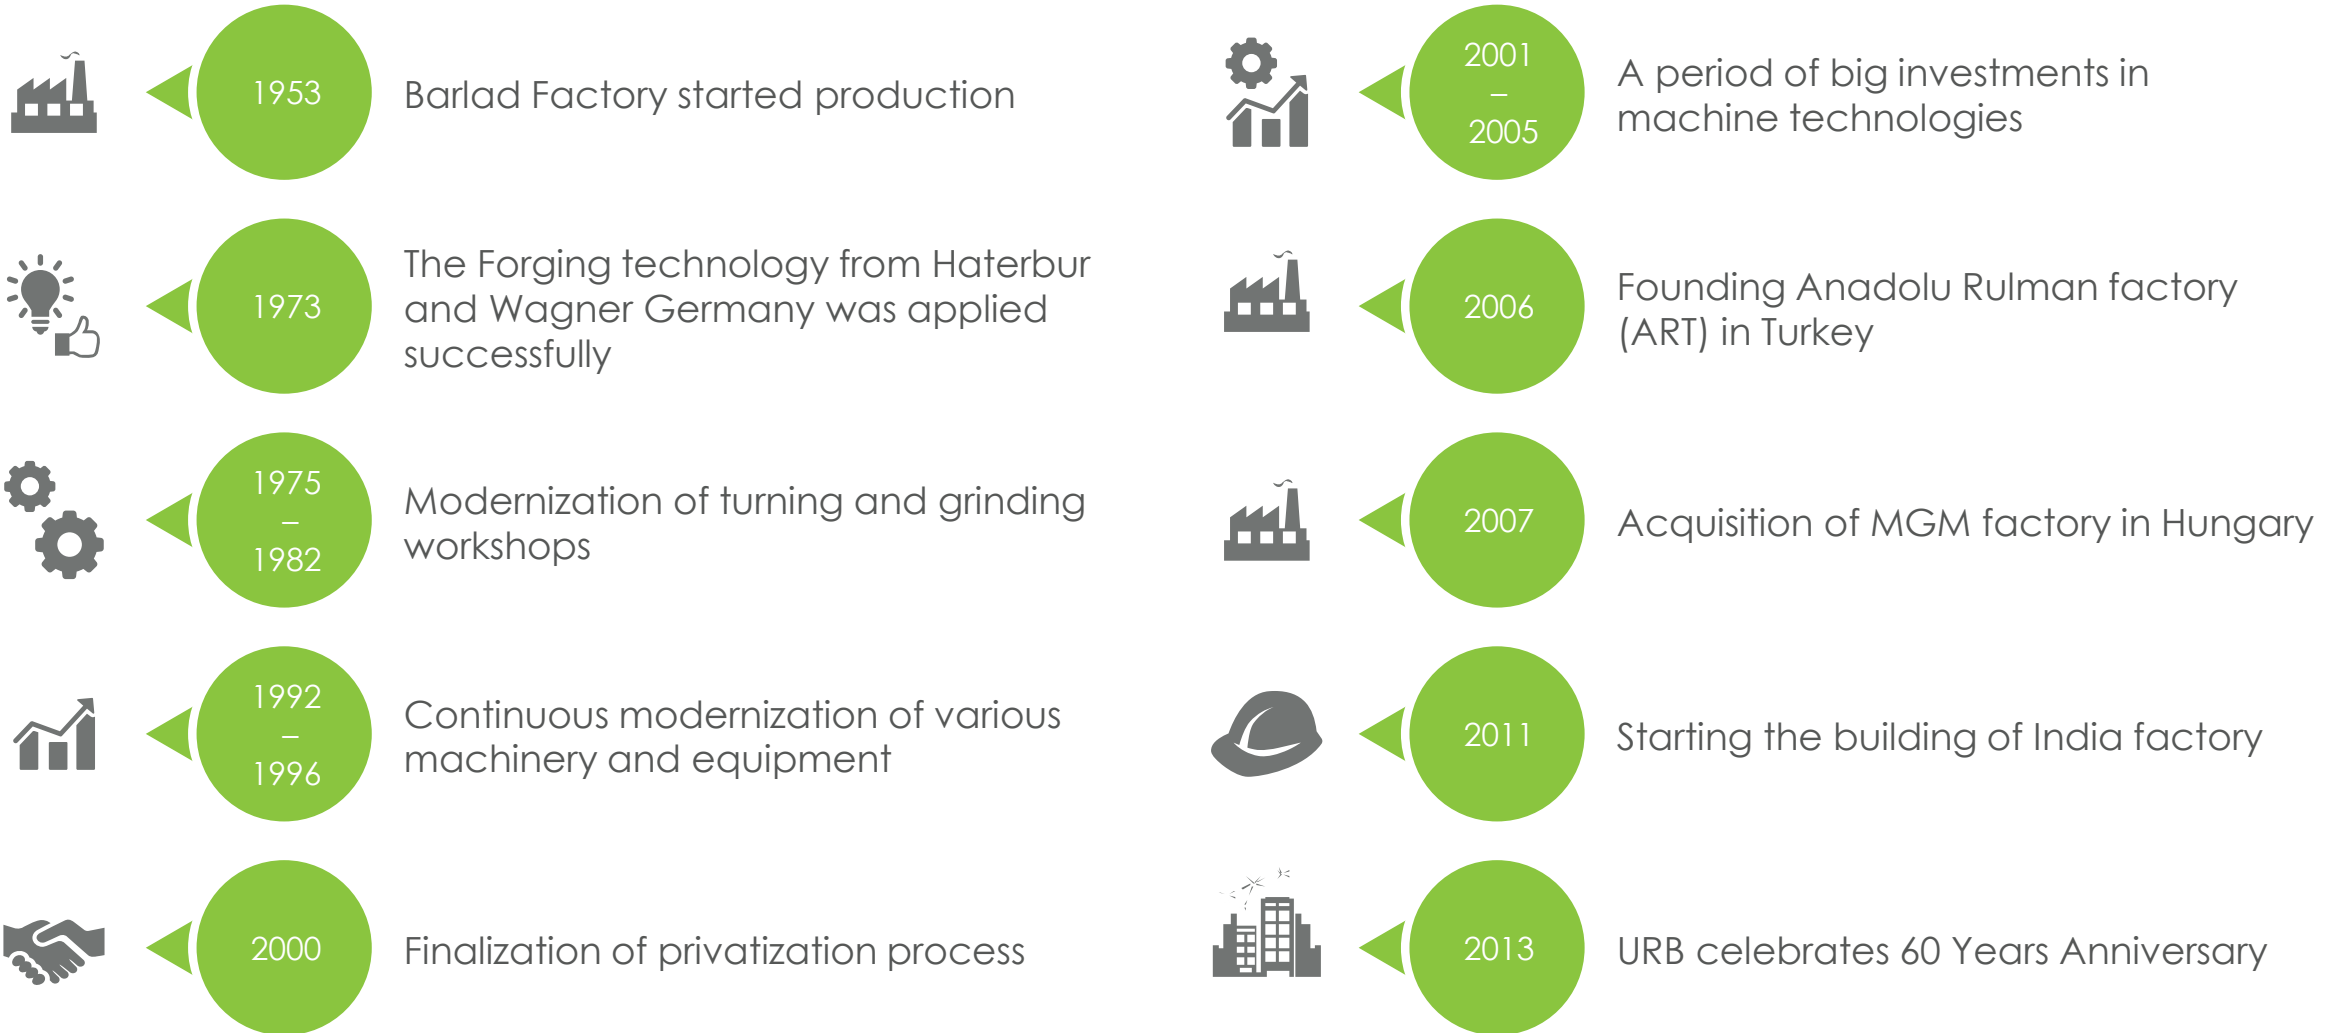 1953
Barlad Factory started production
1973
The Forging technology from Haterbur
and Wagner Germany was applied
successfully
1975
–
1982
Modernization of turning and grinding
workshops
1992
–
1996
Continuous modernization of various
machinery and equipment
2000
Finalization of privatization process
2001
–
2005
A period of big investments in
machine technologies
2006
Founding Anadolu Rulman factory
(ART) in Turkey
2007
Acquisition of MGM factory in Hungary
2011
Starting the building of India factory
2013
URB celebrates 60 Years Anniversary